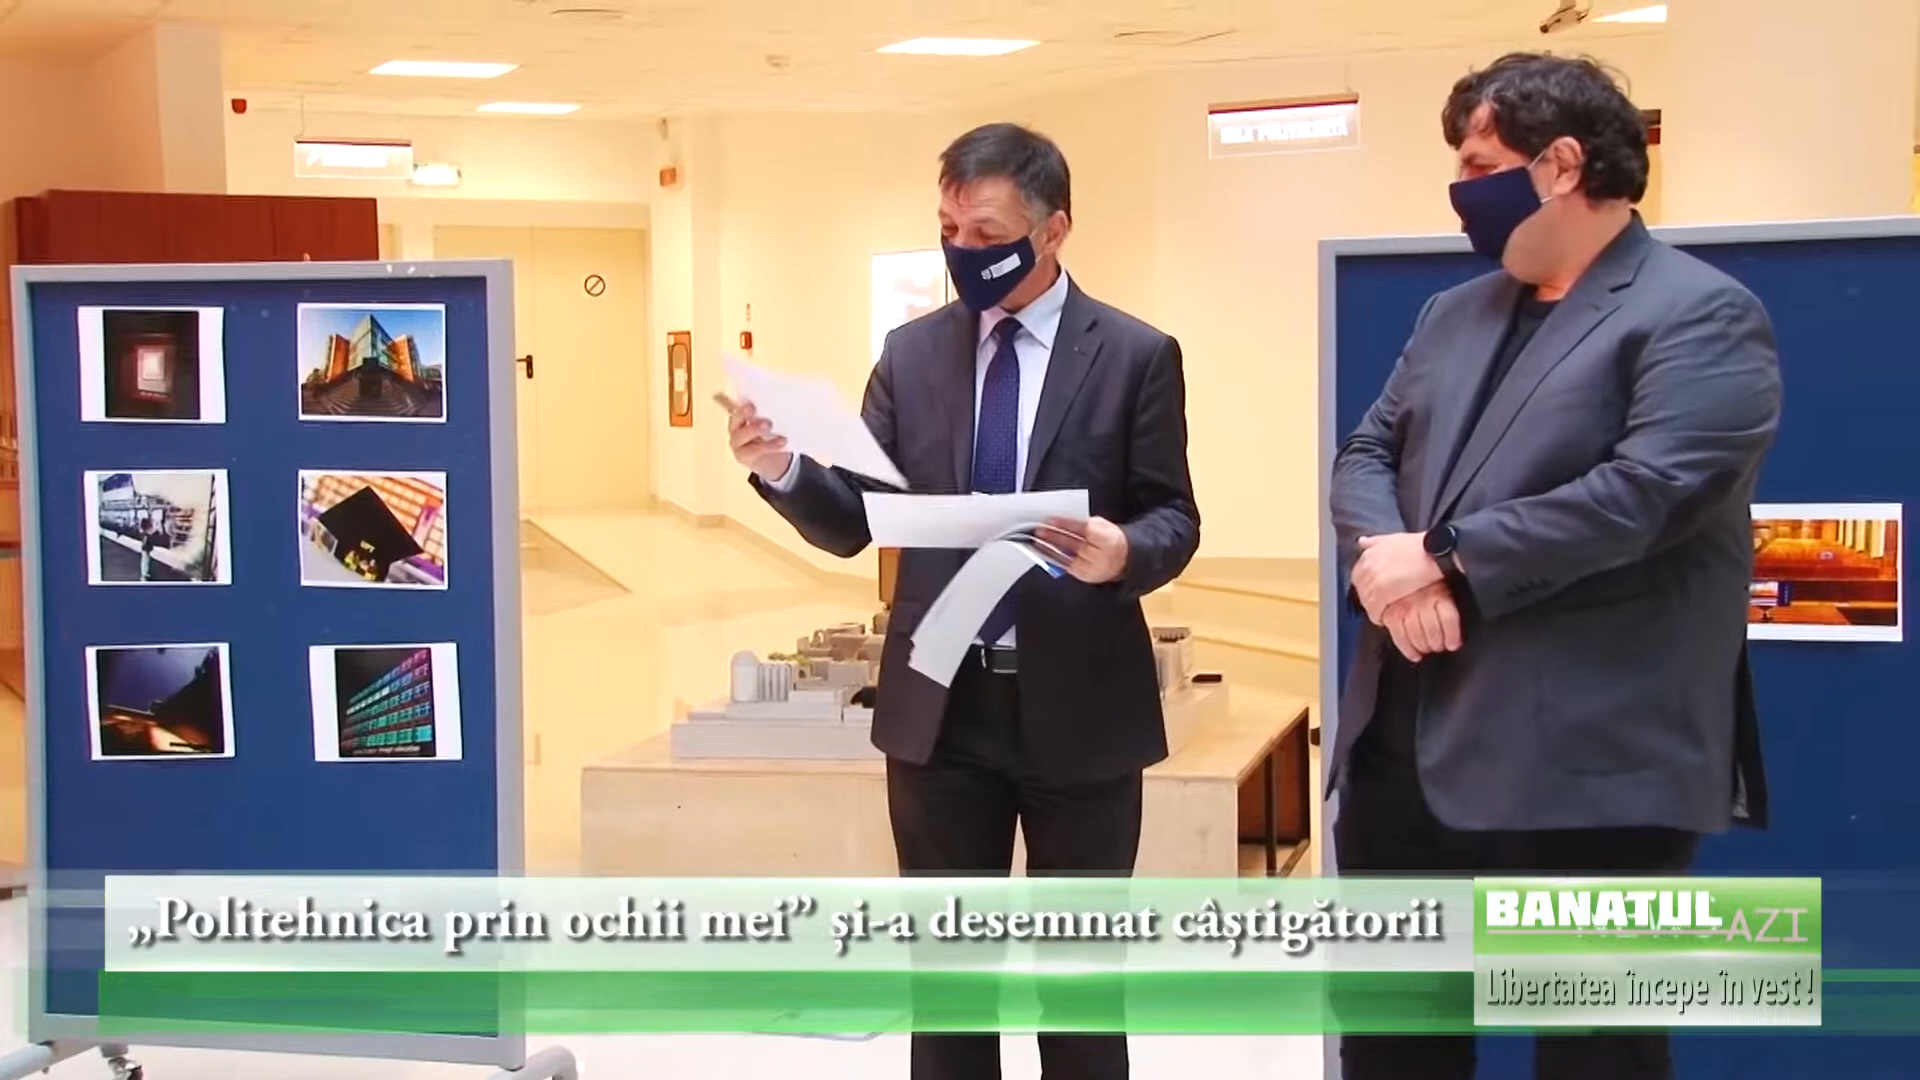 „Politehnica prin ochii mei” și-a desemnat câștigătorii
BANATUL
AZI
Libertatea începe în vest!